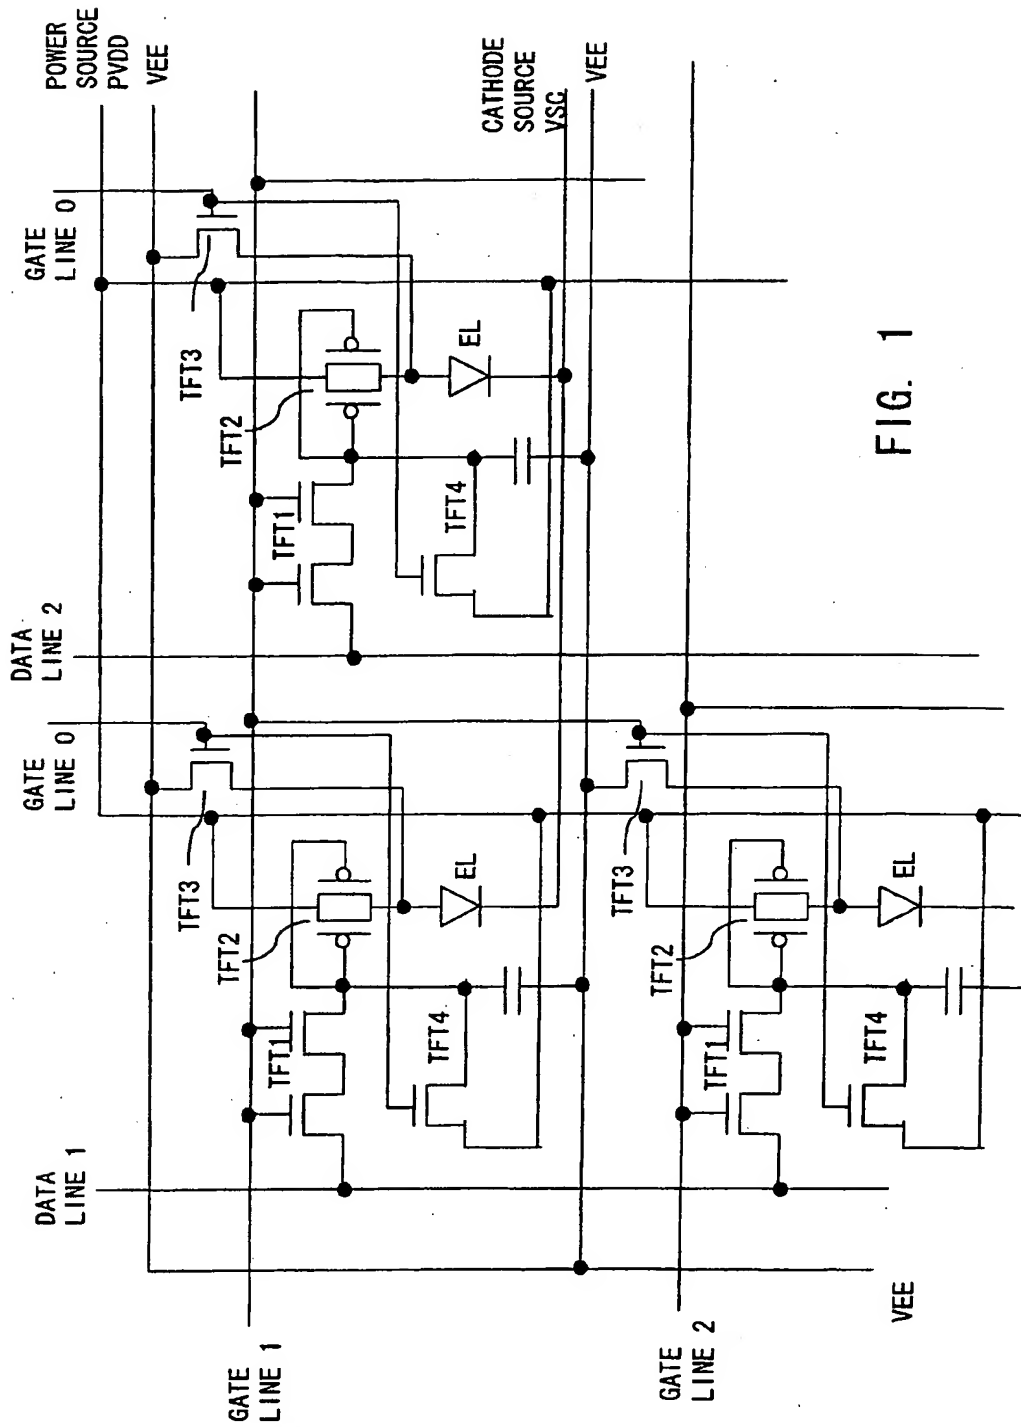 POWER
SOURCE
PVDD
VEE
GATE
LINE 0
DATA
LINE 2
GATE
LINE 0
DATA
LINE 1
CATHODE
SOURCE
VSC
VEE
TFT3
TFT2
EL
TFT1
TFT4
TFT3
TFT2
EL
TFT1
TFT4
GATE
LINE 1
TFT3
TFT2
EL
TFT1
TFT4
GATE
LINE 2
VEE
FIG. 1